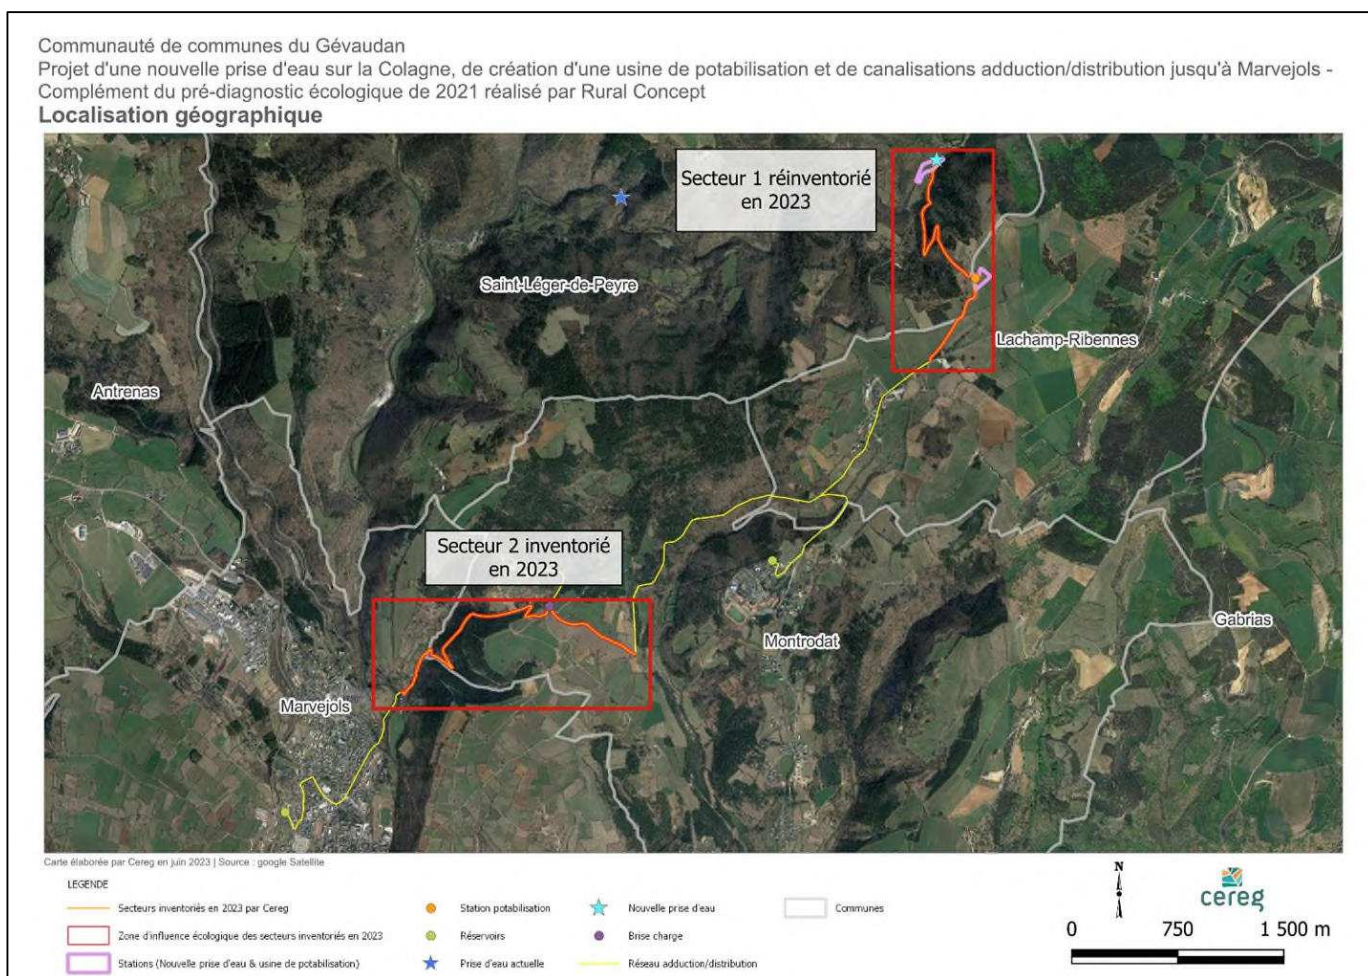 Communauté de communes du Gévaudan
Projet d'une nouvelle prise d'eau sur la Colagne, de création d'une usine de potabilisation et de canalisations adduction/distribution jusqu'à Marvejols -
Complément du pré-diagnostic écologique de 2021 réalisé par Rural Concept
Localisation géographique
Secteur 1 réinventorié
en 2023
Saint-Léger-de-Peyre
Lachamp-Ribennes
Antrenas
Secteur 2 inventorié
en 2023
Gabrias
Montrodat
Marvejols
Carte élaborée par Cereg en juin 2023 | Source : google Satellite
LEGENDE
Secteurs inventoriés en 2023 par Cereg
Zone d'influence écologique des secteurs inventoriés en 2023
Stations (Nouvelle prise d'eau & usine de potabilisation)
Station potabilisation
Réservoirs
Prise d'eau actuelle
Nouvelle prise d'eau
Brise charge
Réseau adduction/distribution
Communes
N
cereg
0 750 1 500 m